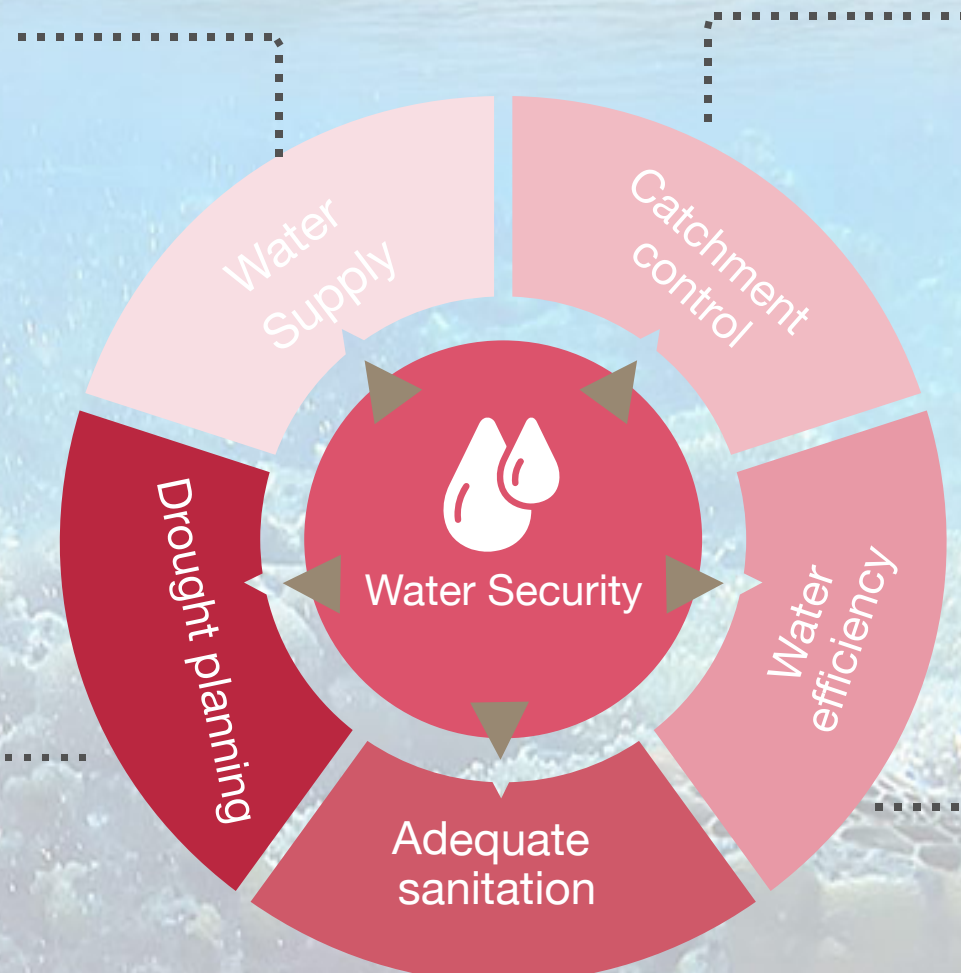 Water
Supply
Catchment
control
Water Security
Water
efficiency
Drought planning
Adequate
sanitation